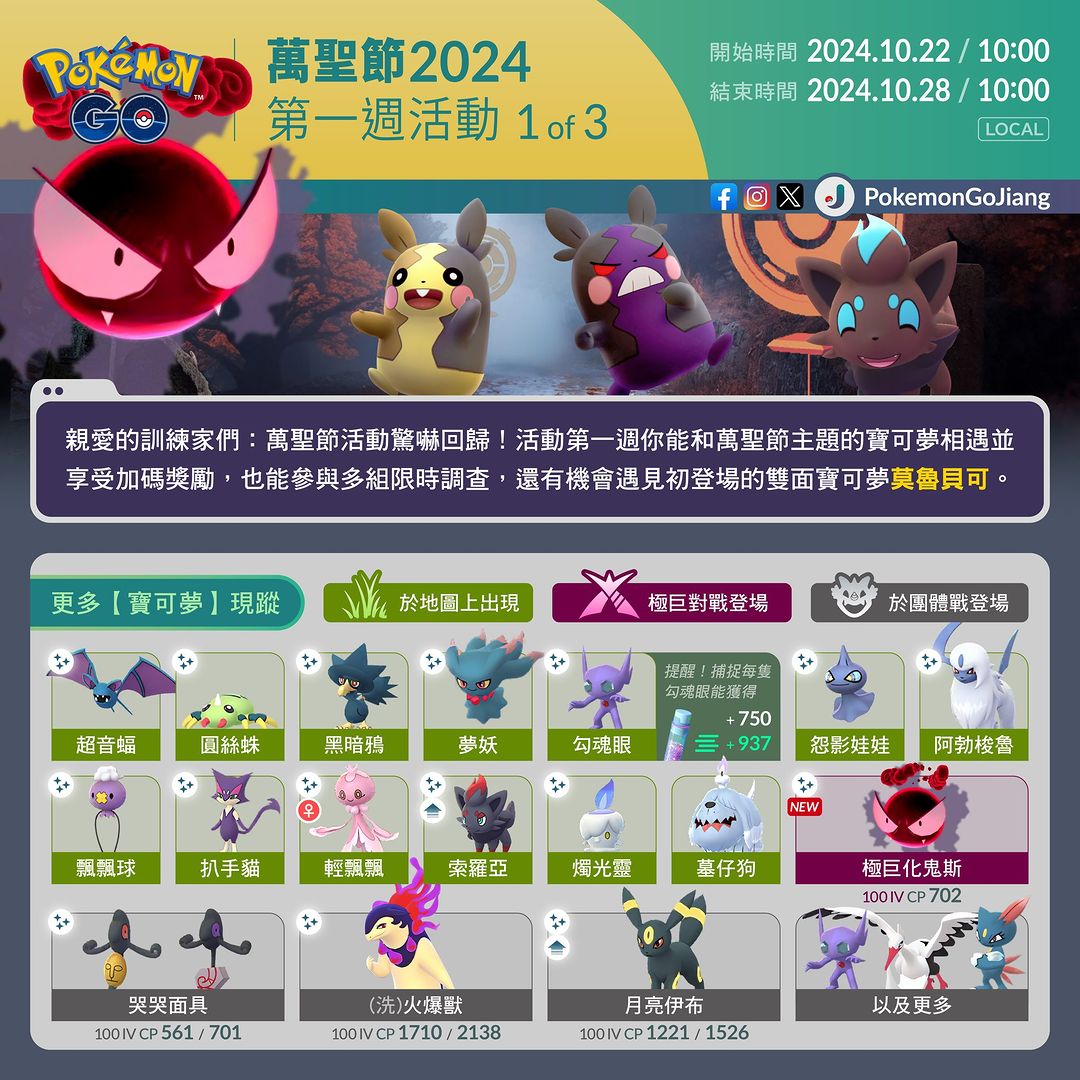 Pokémon GO ™
萬聖節2024
第一週活動 1 of 3
開始時間 2024.10.22 / 10:00
結束時間 2024.10.28 / 10:00
LOCAL
PokemonGoJiang
親愛的訓練家們：萬聖節活動驚嚇回歸！活動第一週你能和萬聖節主題的寶可夢相遇並
享受加碼獎勵，也能參與多組限時調查，還有機會遇見初登場的雙面寶可夢莫魯貝可。
更多【寶可夢】現蹤
於地圖上出現
極巨對戰登場
於團體戰登場
提醒！捕捉每隻
勾魂眼能獲得
+750
+937
超音蝠
圓絲蛛
黑暗鴉
夢妖
勾魂眼
怨影娃娃
阿勃梭魯
NEW
飄飄球
扒手貓
輕飄飄
索羅亞
燭光靈
墓仔狗
極巨化鬼斯
100 IV CP 702
哭哭面具
(洗)火爆獸
月亮伊布
以及更多
100 IV CP 561 / 701
100 IV CP 1710 / 2138
100 IV CP 1221 / 1526